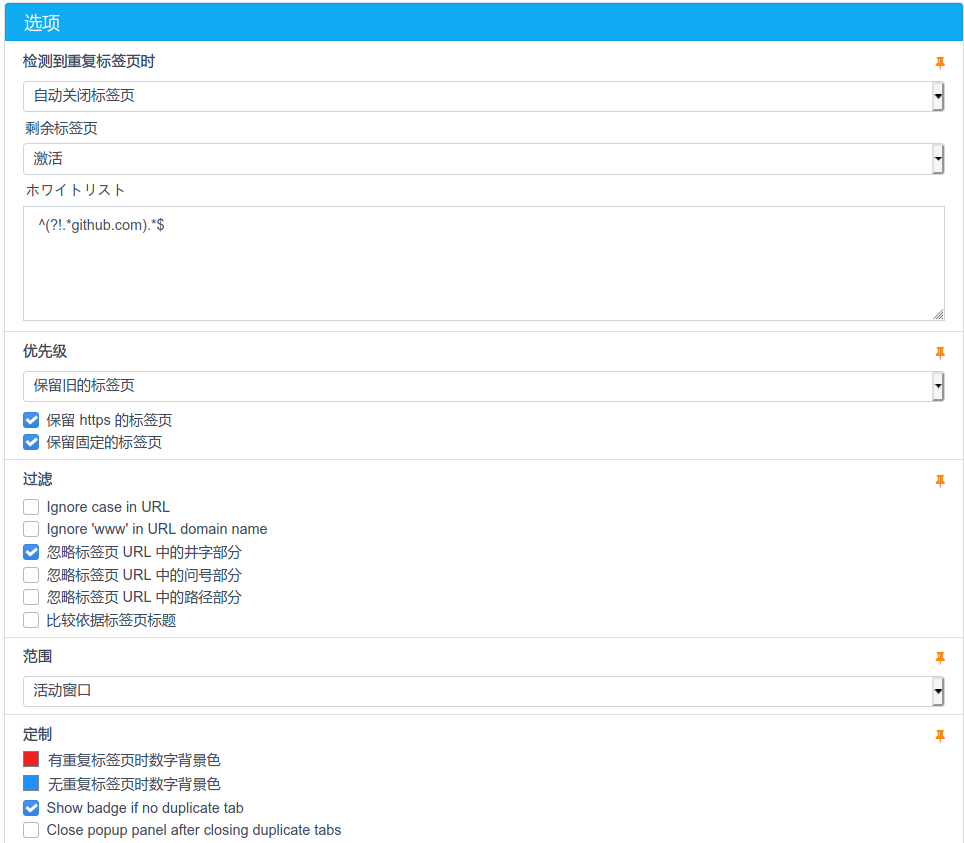 选项
检测到重复标签页时
自动关闭标签页
剩余标签页
激活
ホワイトリスト
^(?!.*github.com).*$
优先级
保留旧的标签页
保留 https 的标签页
保留固定的标签页
过滤
Ignore case in URL
Ignore 'www' in URL domain name
忽略标签页 URL 中的井字部分
忽略标签页 URL 中的问号部分
忽略标签页 URL 中的路径部分
比较依据标签页标题
范围
活动窗口
定制
有重复标签页时数字背景色
无重复标签页时数字背景色
Show badge if no duplicate tab
Close popup panel after closing duplicate tabs